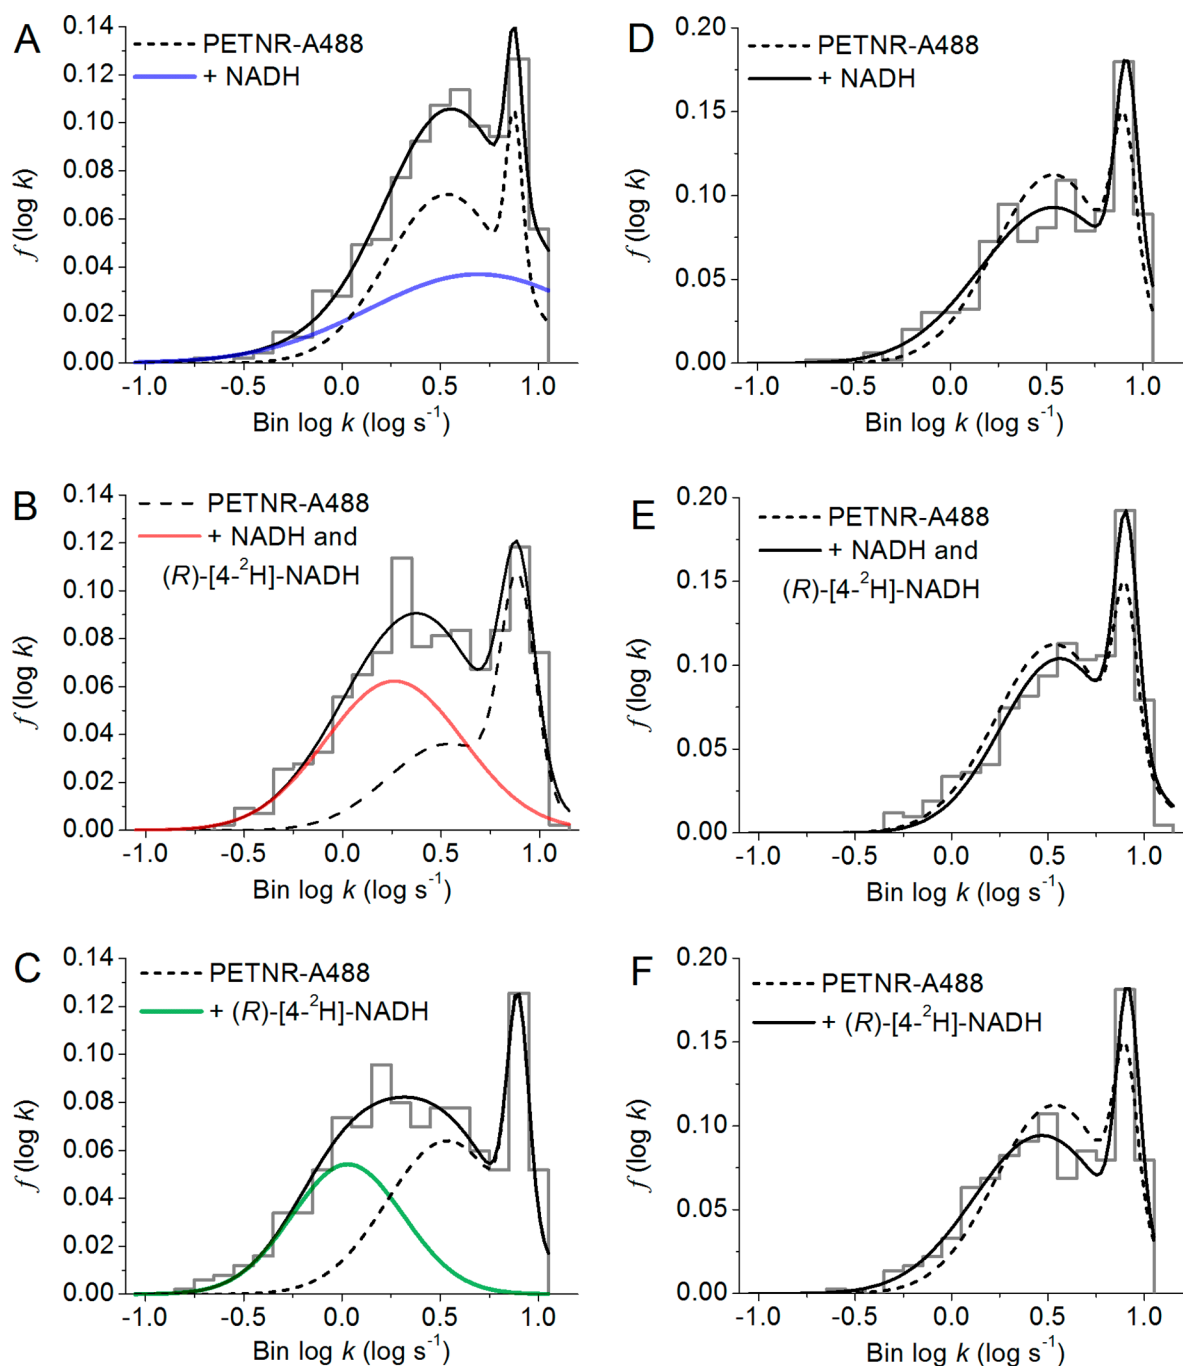 A
PETNR-A488
+ NADH
0.14
0.12
0.10
0.08
0.06
0.04
0.02
0.00
f (log k)
-1.0 -0.5 0.0 0.5 1.0
Bin log k (log s⁻¹)
D
PETNR-A488
+ NADH
0.20
0.15
0.10
0.05
0.00
f (log k)
-1.0 -0.5 0.0 0.5 1.0
Bin log k (log s⁻¹)
B
PETNR-A488
+ NADH and
(R)-[4-²H]-NADH
0.14
0.12
0.10
0.08
0.06
0.04
0.02
0.00
f (log k)
-1.0 -0.5 0.0 0.5 1.0
Bin log k (log s⁻¹)
E
PETNR-A488
+ NADH and
(R)-[4-²H]-NADH
0.20
0.15
0.10
0.05
0.00
f (log k)
-1.0 -0.5 0.0 0.5 1.0
Bin log k (log s⁻¹)
C
PETNR-A488
+ (R)-[4-²H]-NADH
0.14
0.12
0.10
0.08
0.06
0.04
0.02
0.00
f (log k)
-1.0 -0.5 0.0 0.5 1.0
Bin log k (log s⁻¹)
F
PETNR-A488
+ (R)-[4-²H]-NADH
0.20
0.15
0.10
0.05
0.00
f (log k)
-1.0 -0.5 0.0 0.5 1.0
Bin log k (log s⁻¹)